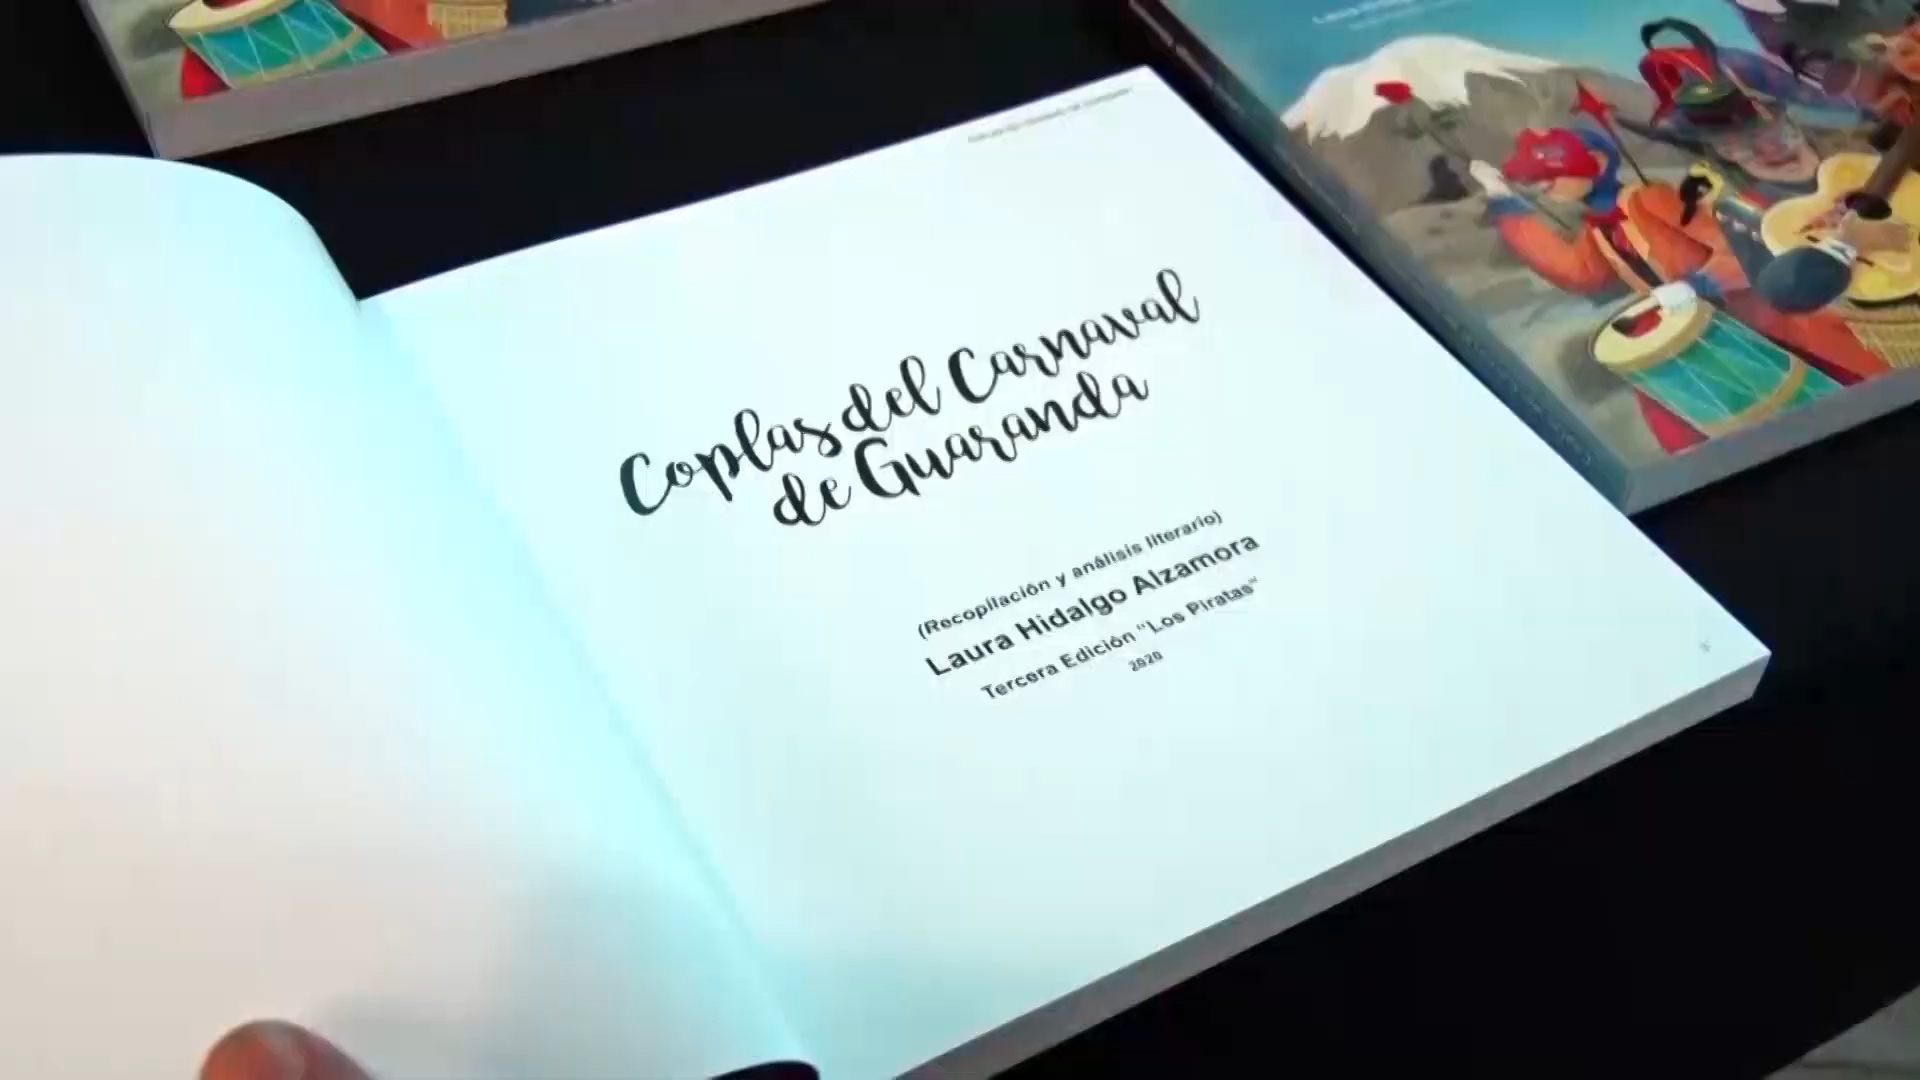 Coplas del Carnaval
de Guaranda
(Recopilación y análisis literario)
Laura Hidalgo Alzamora
Tercera Edición “Los Piratas”
2020